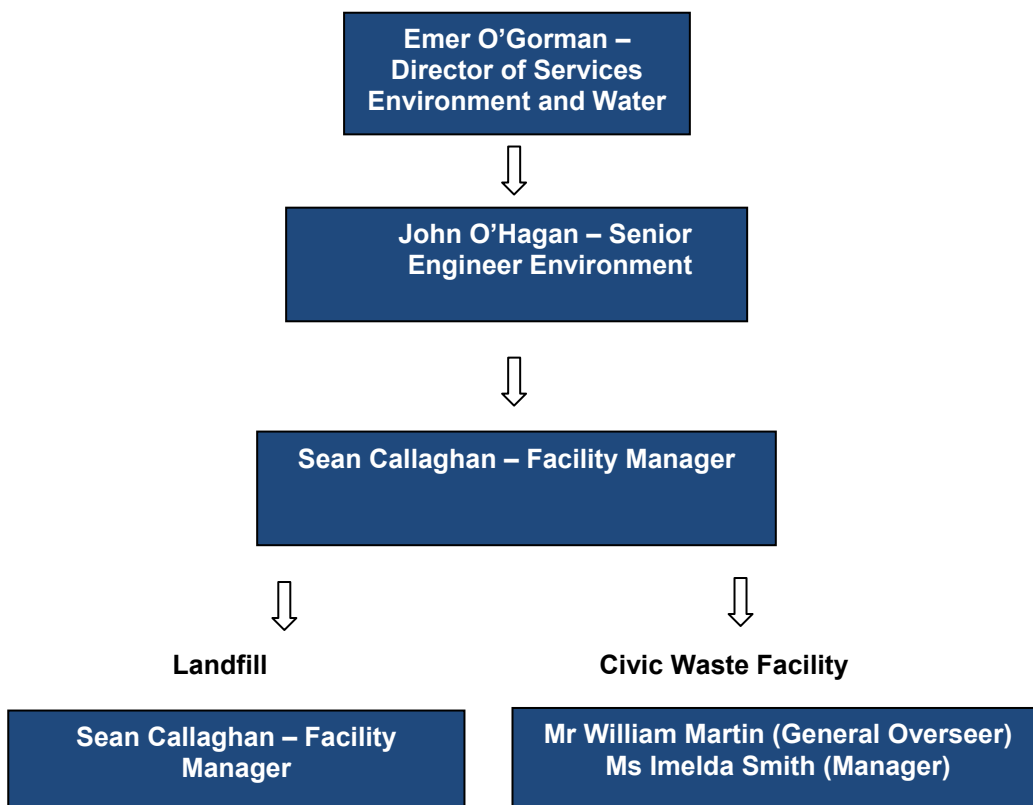 Emer O’Gorman –
Director of Services
Environment and Water
John O’Hagan – Senior
Engineer Environment
Sean Callaghan – Facility Manager
Landfill
Civic Waste Facility
Sean Callaghan – Facility
Manager
Mr William Martin (General Overseer)
Ms Imelda Smith (Manager)